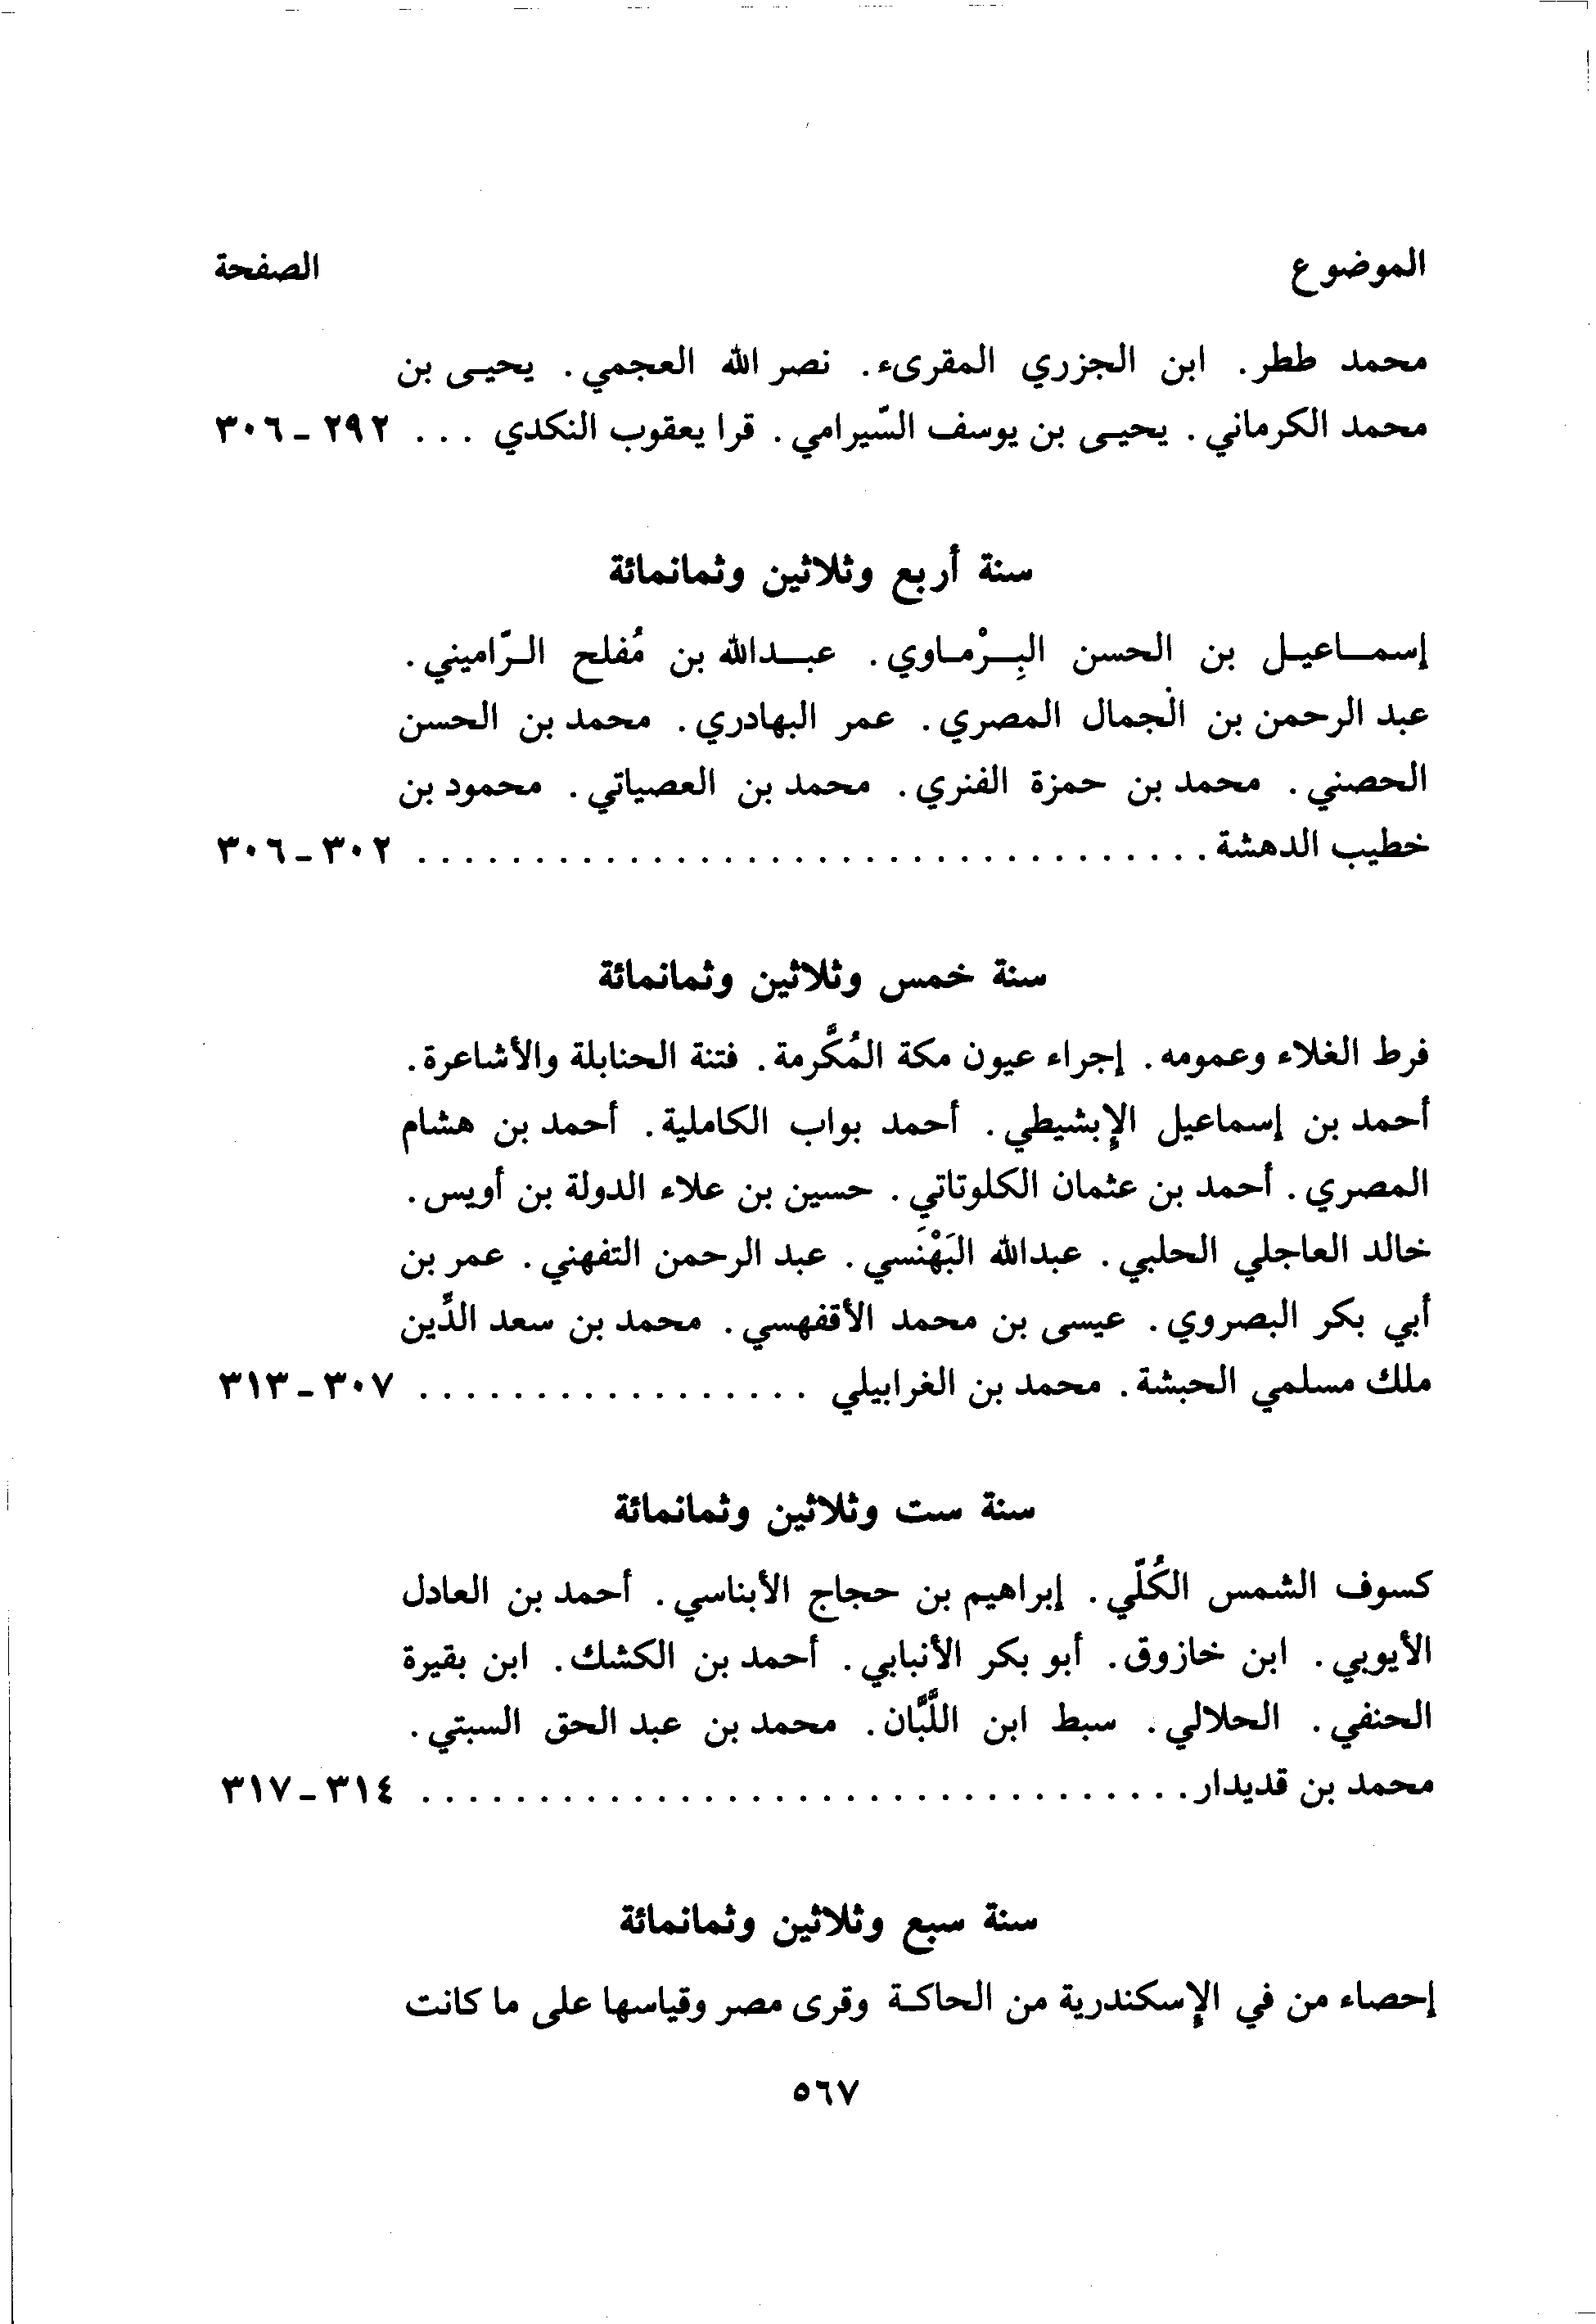 الموضوع الصفحة
محمد ططر. ابن الجزري المقرىء. نصر الله العجمي. يحيى بن
محمد الكرماني. يحيى بن يوسف السّيرامي. قرا يعقوب النكدي ... ٢٩٢ - ٣٠٦
سنة أربع وثلاثين وثمانمائة
إسماعيل بن الحسن البِرْماوي. عبدالله بن مُفلح الرّاميني.
عبد الرحمن بن الجمال المصري. عمر البهادري. محمد بن الحسن
الحصني. محمد بن حمزة الفنري. محمد بن العصياتي. محمود بن
خطيب الدهشة .................................. ٣٠٢ - ٣٠٦
سنة خمس وثلاثين وثمانمائة
فرط الغلاء وعمومه. إجراء عيون مكة المُكَّرمة. فتنة الحنابلة والأشاعرة.
أحمد بن إسماعيل الإبشيطي. أحمد بواب الكاملية. أحمد بن هشام
المصري. أحمد بن عثمان الكلوتاتي. حسين بن علاء الدولة بن أويس.
خالد العاجلي الحلبي. عبدالله البَهْنَسي. عبد الرحمن التفهني. عمر بن
أبي بكر البصروي. عيسى بن محمد الأقفهسي. محمد بن سعد الدِّين
ملك مسلمي الحبشة. محمد بن الغرابيلي ................. ٣٠٧ - ٣١٣
سنة ست وثلاثين وثمانمائة
كسوف الشمس الكُلّي. إبراهيم بن حجاج الأبناسي. أحمد بن العادل
الأيوبي. ابن خازوق. أبو بكر الأنبابي. أحمد بن الكشك. ابن بقيرة
الحنفي. الحلالي. سبط ابن اللَّبَّان. محمد بن عبد الحق السبتي.
محمد بن قديدار ................................. ٣١٤ - ٣١٧
سنة سبع وثلاثين وثمانمائة
إحصاء من في الإسكندرية من الحاكة وقرى مصر وقياسها على ما كانت
٥٦٧